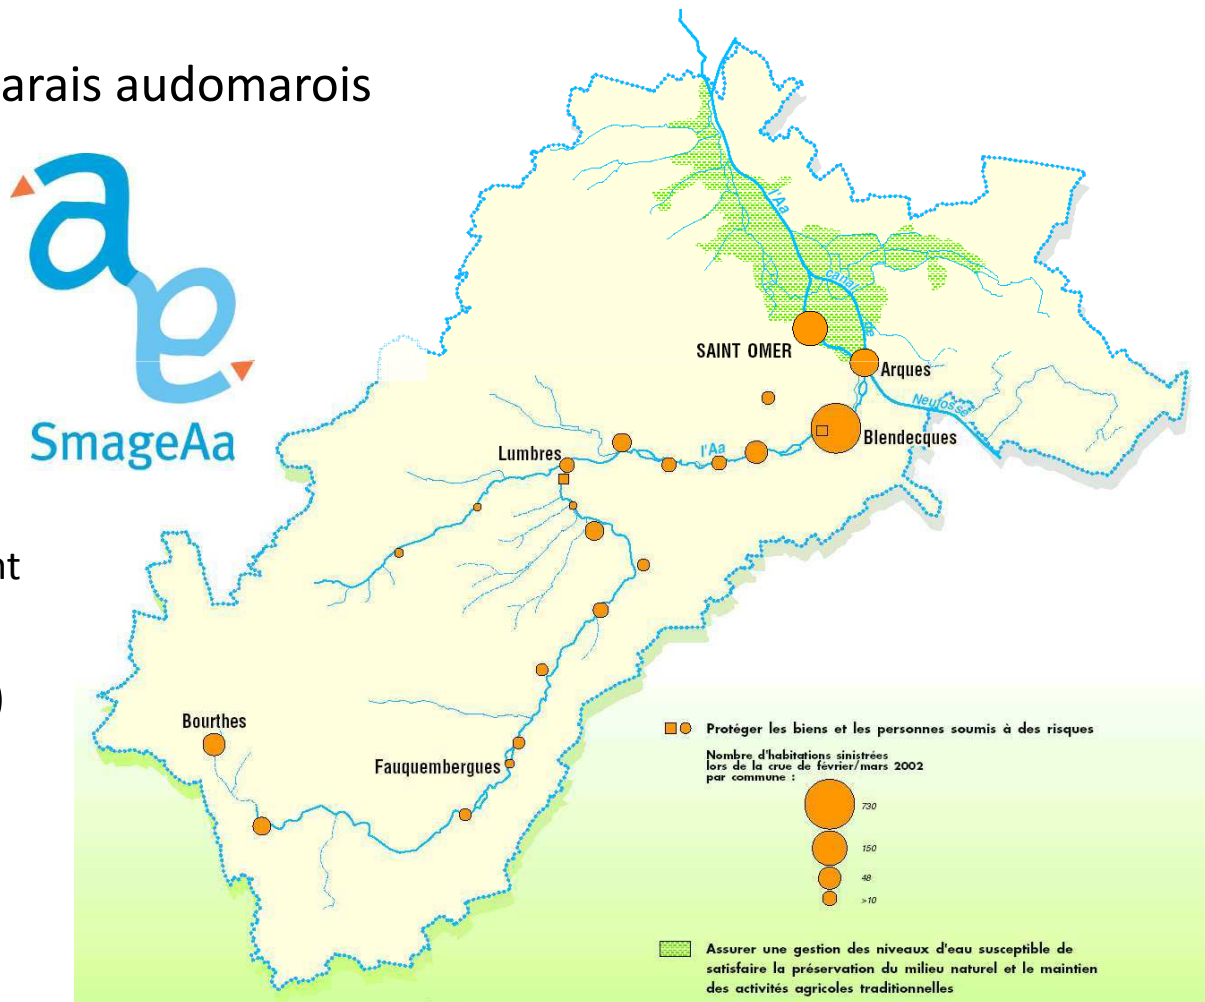 arais audomarois
a
e
SmageAa
nt
)
l'Aa
canal
de
SAINT OMER
Arques
Neufossé
Blendecques
Lumbres
l'Aa
Bourthes
Fauquembergues
Protéger les biens et les personnes soumis à des risques
Nombre d'habitations sinistrées
lors de la crue de février/mars 2002
par commune :
730
150
48
>10
Assurer une gestion des niveaux d'eau susceptible de
satisfaire la préservation du milieu naturel et le maintien
des activités agricoles traditionnelles